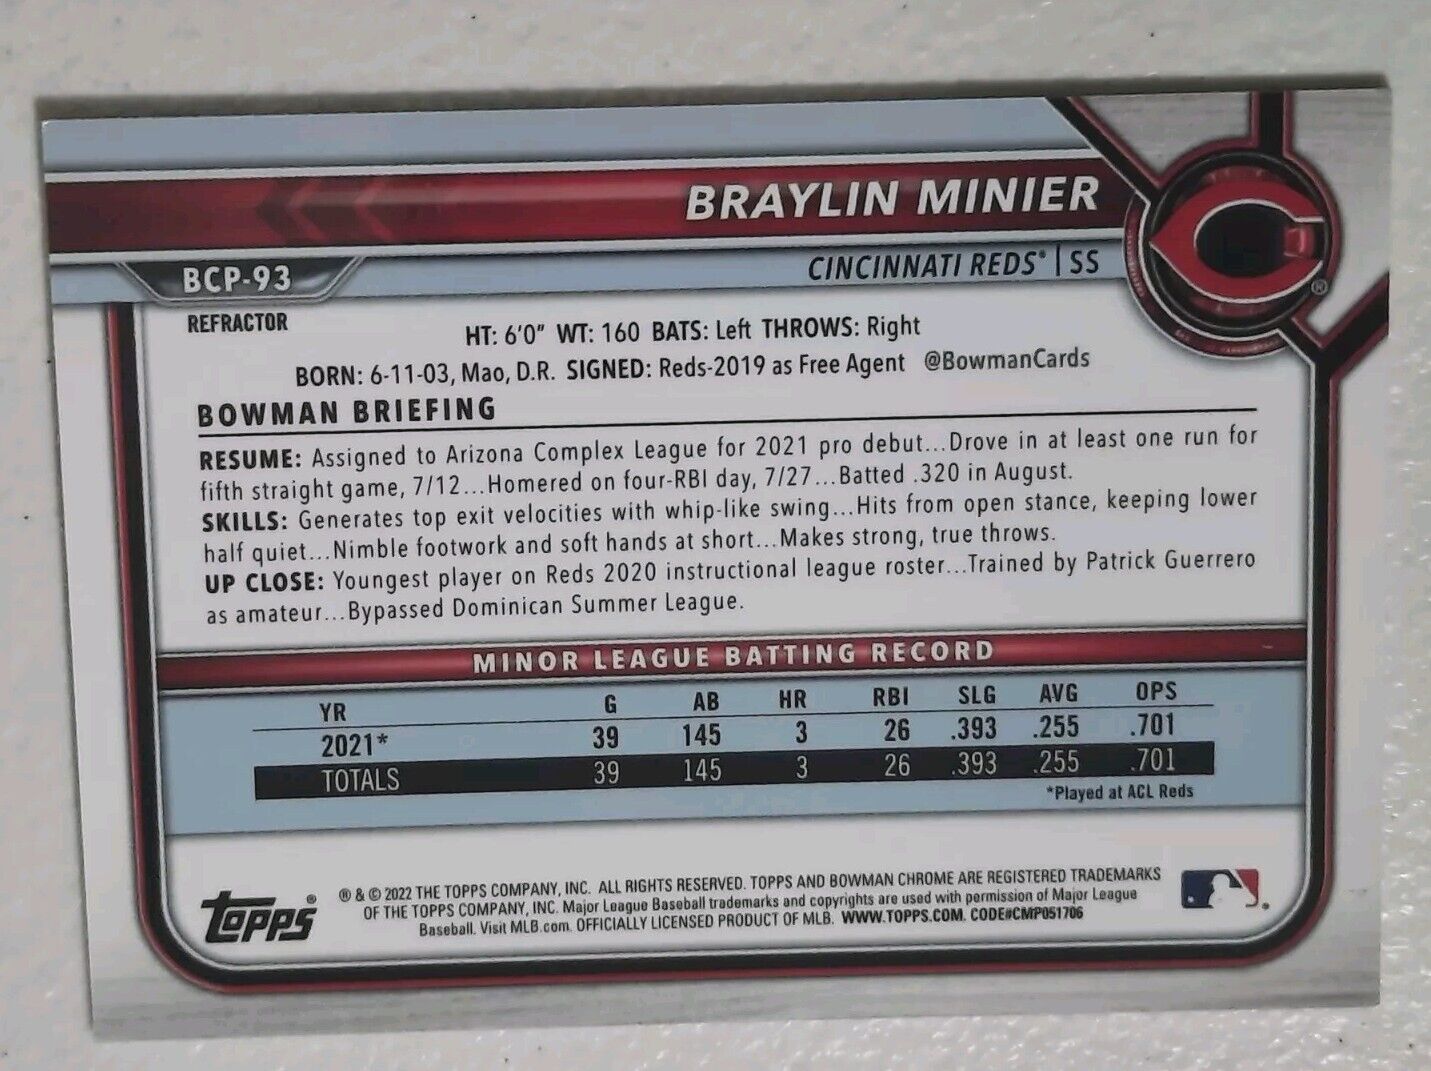 BRAYLIN MINIER
CINCINNATI REDS® | SS
BCP-93
REFRACTOR
HT: 6'0" WT: 160 BATS: Left THROWS: Right
BORN: 6-11-03, Mao, D.R. SIGNED: Reds-2019 as Free Agent @BowmanCards
BOWMAN BRIEFING
RESUME: Assigned to Arizona Complex League for 2021 pro debut...Drove in at least one run for
fifth straight game, 7/12...Homered on four-RBI day, 7/27...Batted .320 in August.
SKILLS: Generates top exit velocities with whip-like swing...Hits from open stance, keeping lower
half quiet...Nimble footwork and soft hands at short...Makes strong, true throws.
UP CLOSE: Youngest player on Reds 2020 instructional league roster...Trained by Patrick Guerrero
as amateur...Bypassed Dominican Summer League.
MINOR LEAGUE BATTING RECORD
YR G AB HR RBI SLG AVG OPS
2021* 39 145 3 26 .393 .255 .701
TOTALS 39 145 3 26 .393 .255 .701
*Played at ACL Reds
TOPPS®
® & © 2022 THE TOPPS COMPANY, INC. ALL RIGHTS RESERVED. TOPPS AND BOWMAN CHROME ARE REGISTERED TRADEMARKS
OF THE TOPPS COMPANY, INC. Major League Baseball trademarks and copyrights are used with permission of Major League
Baseball. Visit MLB.com. OFFICIALLY LICENSED PRODUCT OF MLB. WWW.TOPPS.COM. CODE#CMP051706